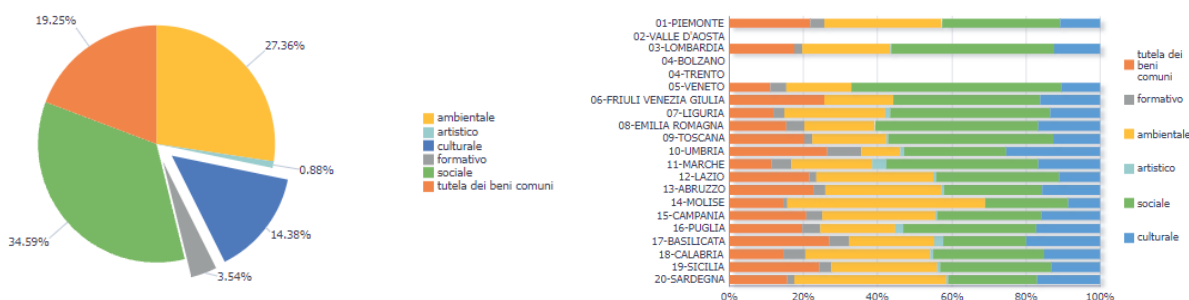 19.25%
27.36%
0.88%
14.38%
3.54%
34.59%
ambientale
artistico
culturale
formativo
sociale
tutela dei beni comuni
01-PIEMONTE
02-VALLE D'AOSTA
03-LOMBARDIA
04-BOLZANO
04-TRENTO
05-VENETO
06-FRIULI VENEZIA GIULIA
07-LIGURIA
08-EMILIA ROMAGNA
09-TOSCANA
10-UMBRIA
11-MARCHE
12-LAZIO
13-ABRUZZO
14-MOLISE
15-CAMPANIA
16-PUGLIA
17-BASILICATA
18-CALABRIA
19-SICILIA
20-SARDEGNA
0% 20% 40% 60% 80% 100%
tutela dei
beni
comuni
formativo
ambientale
artistico
sociale
culturale